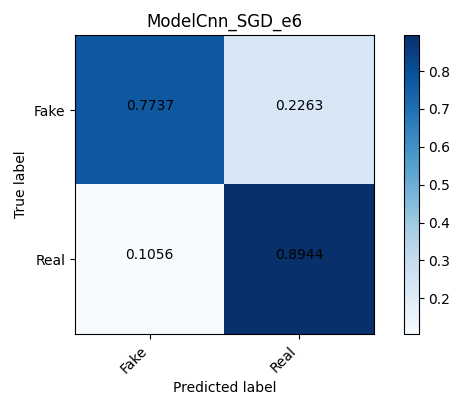 ModelCnn_SGD_e6
True label
Fake
0.7737
0.2263
Real
0.1056
0.8944
Fake
Real
Predicted label
0.8
0.7
0.6
0.5
0.4
0.3
0.2